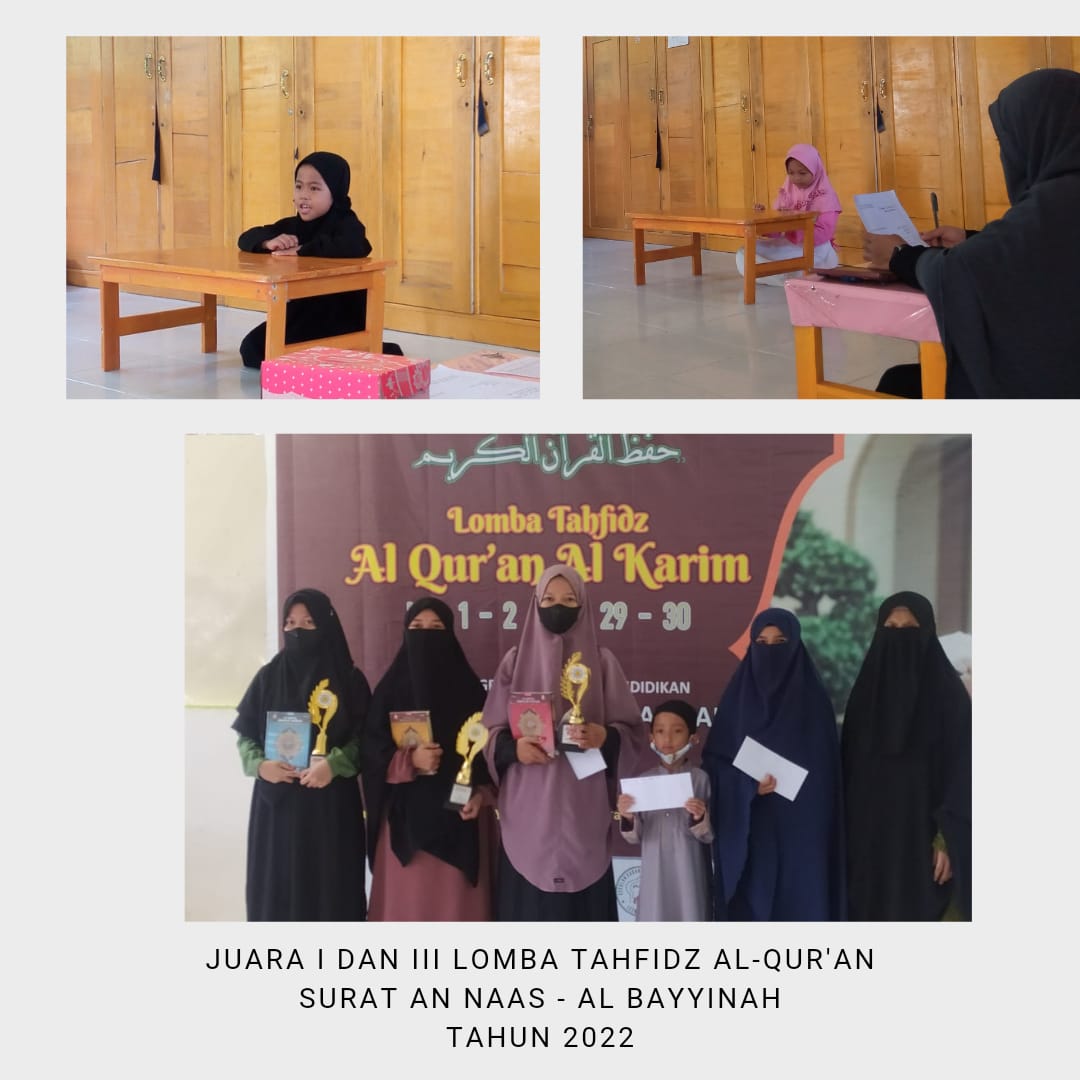 حفظ القرآن الكريم
Lomba Tahfidz
Al Qur'an Al Karim
1 - 2 29 - 30
JUARA I DAN III LOMBA TAHFIDZ AL-QUR'AN
SURAT AN NAAS - AL BAYYINAH
TAHUN 2022